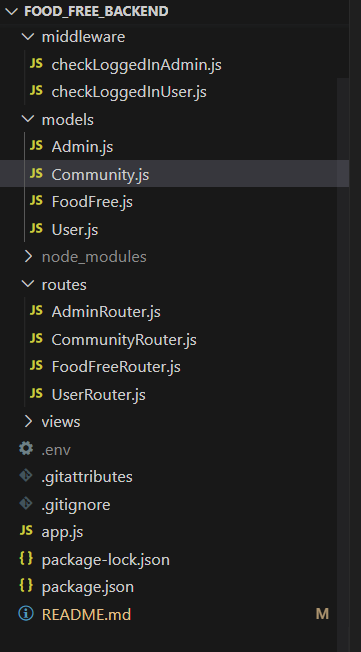 FOOD_FREE_BACKEND
middleware
JS checkLoggedInAdmin.js
JS checkLoggedInUser.js
models
JS Admin.js
JS Community.js
JS FoodFree.js
JS User.js
node_modules
routes
JS AdminRouter.js
JS CommunityRouter.js
JS FoodFreeRouter.js
JS UserRouter.js
views
.env
.gitattributes
.gitignore
JS app.js
{ } package-lock.json
{ } package.json
README.md M